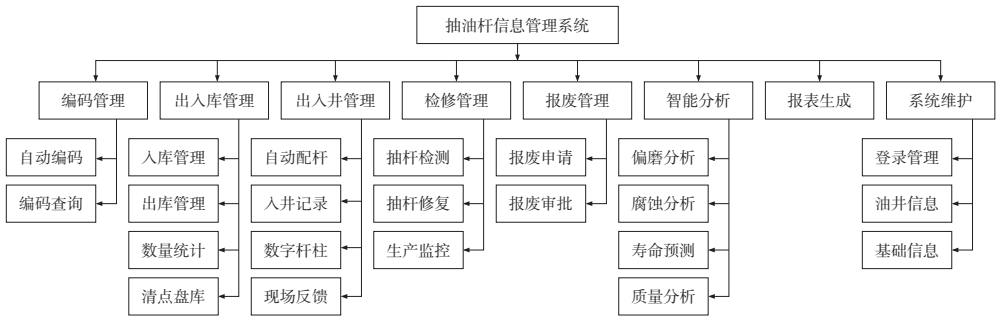 抽油杆信息管理系统
编码管理
出入库管理
出入井管理
检修管理
报废管理
智能分析
报表生成
系统维护
自动编码
入库管理
自动配杆
抽杆检测
报废申请
偏磨分析
登录管理
编码查询
出库管理
入井记录
抽杆修复
报废审批
腐蚀分析
油井信息
数量统计
数字杆柱
生产监控
寿命预测
基础信息
清点盘库
现场反馈
质量分析